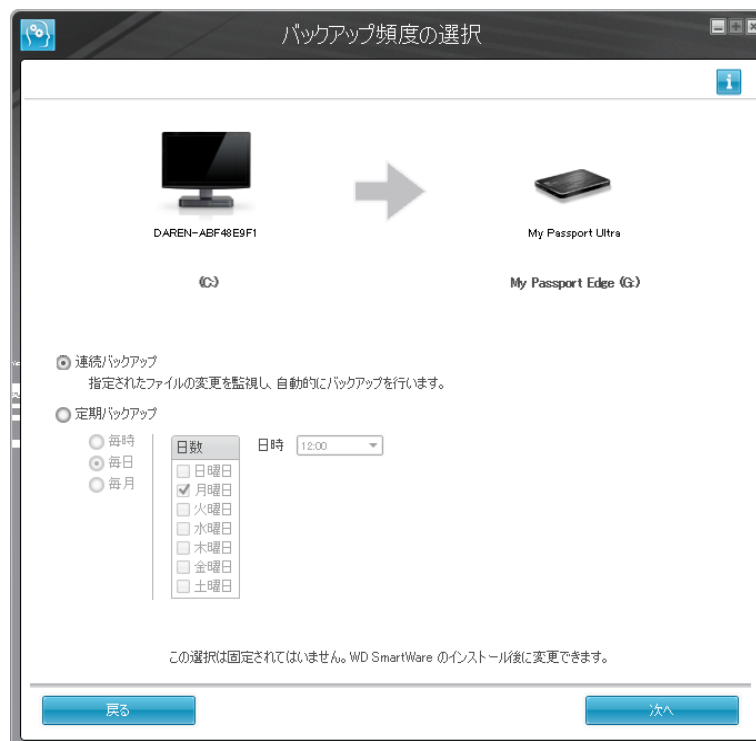 バックアップ頻度の選択
DAREN-ABF48E9F1
My Passport Ultra
(C:)
My Passport Edge (G:)
連続バックアップ
指定されたファイルの変更を監視し、自動的にバックアップを行います。
定期バックアップ
毎時
毎日
毎月
日数
日曜日
月曜日
火曜日
水曜日
木曜日
金曜日
土曜日
日時
12:00
この選択は固定されてはいません。WD SmartWare のインストール後に変更できます。
戻る
次へ